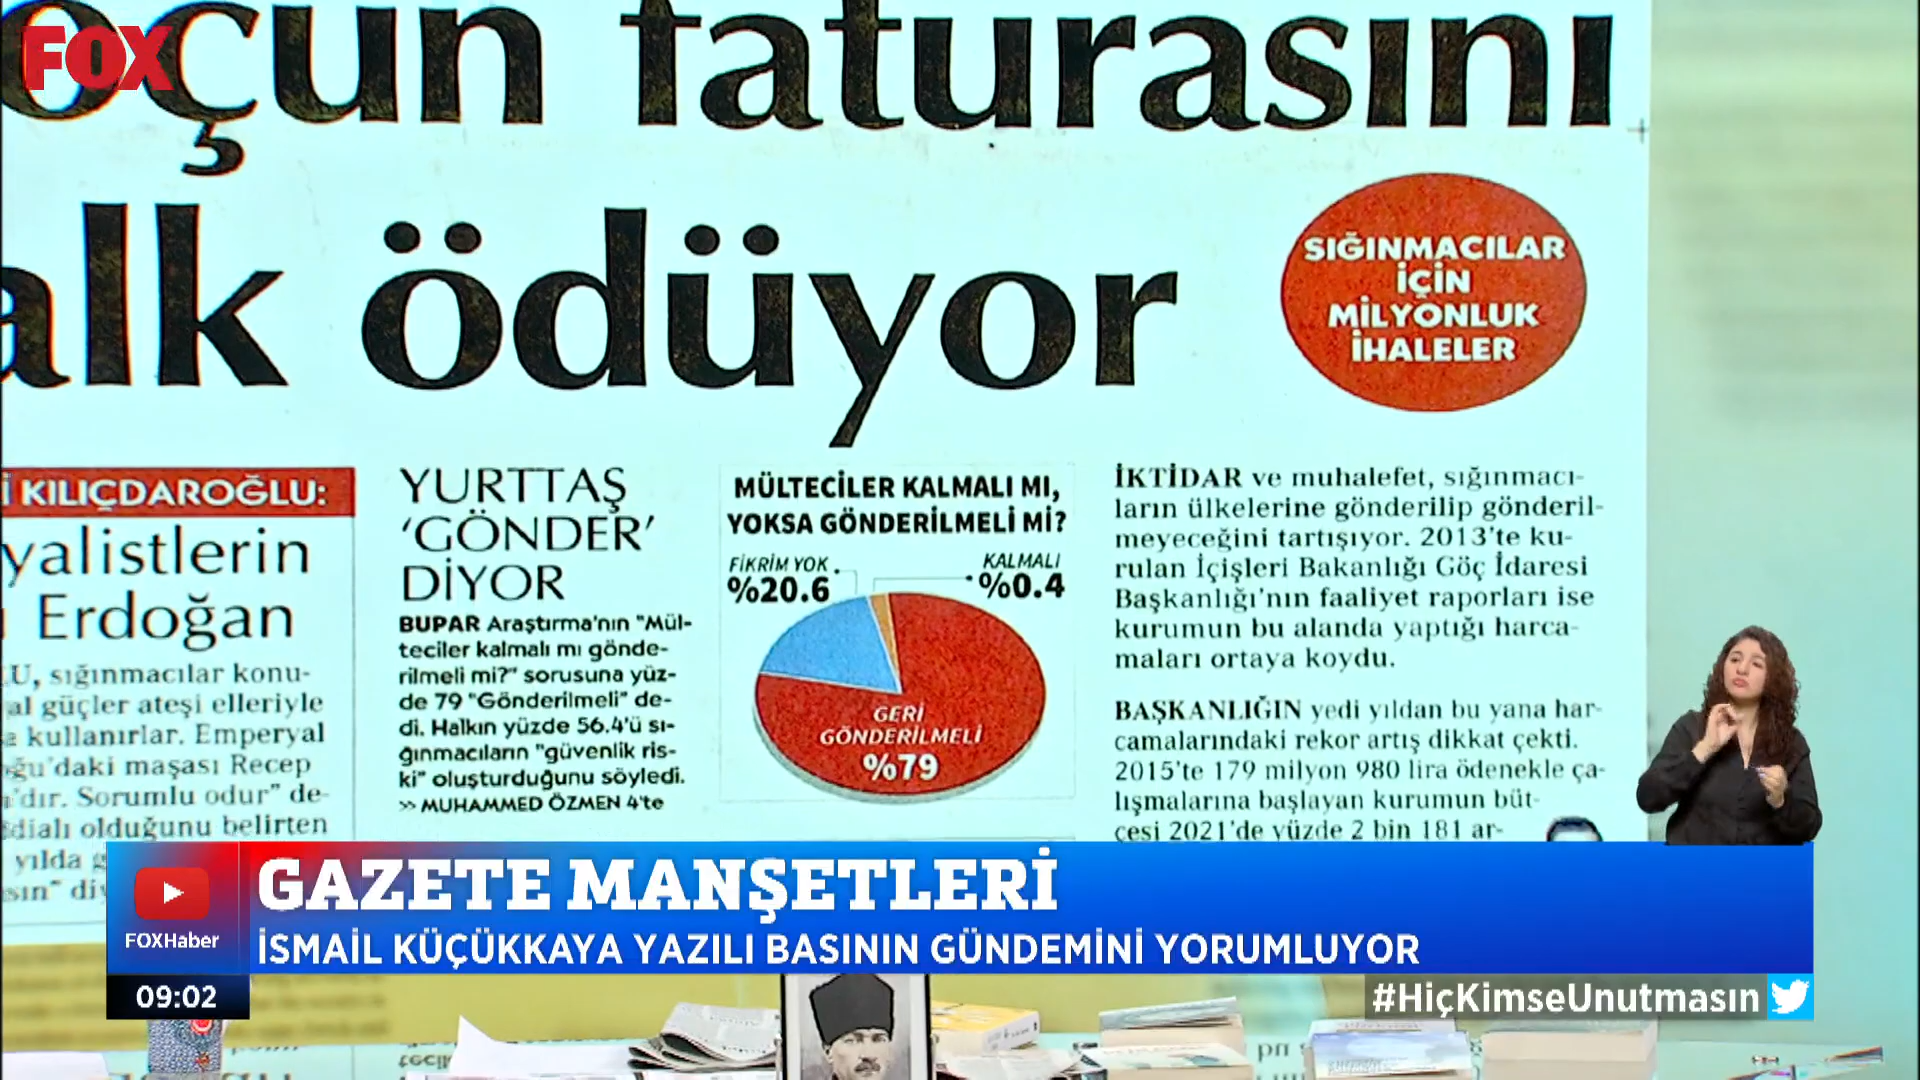 FOX
oçun faturasını
alk ödüyor
SIĞINMACILAR
İÇİN
MİLYONLUK
İHALELER
KILIÇDAROĞLU:
yalistlerin
Erdoğan
U, sığınmacılar konu-
al güçler ateşi elleriyle
kullanırlar. Emperyal
ğu'daki maşası Recep
'dır. Sorumlu odur" de-
dialı olduğunu belirten
yılda
sın" diy
YURTTAŞ
'GÖNDER'
DİYOR
BUPAR Araştırma'nın "Mül-
teciler kalmalı mı gönde-
rilmeli mi?" sorusuna yüz-
de 79 "Gönderilmeli" de-
di. Halkın yüzde 56.4'ü sı-
ğınmacıların "güvenlik ris-
ki" oluşturduğunu söyledi.
>> MUHAMMED ÖZMEN 4'te
MÜLTECİLER KALMALI MI,
YOKSA GÖNDERİLMELİ Mİ?
FİKRİM YOK
%20.6
KALMALI
%0.4
GERİ
GÖNDERİLMELİ
%79
İKTİDAR ve muhalefet, sığınmacı-
ların ülkelerine gönderilip gönderil-
meyeceğini tartışıyor. 2013'te ku-
rulan İçişleri Bakanlığı Göç İdaresi
Başkanlığı'nın faaliyet raporları ise
kurumun bu alanda yaptığı harca-
maları ortaya koydu.
BAŞKANLIĞIN yedi yıldan bu yana har-
camalarındaki rekor artış dikkat çekti.
2015'te 179 milyon 980 lira ödenekle ça-
lışmalarına başlayan kurumun büt-
çesi 2021'de yüzde 2 bin 181 ar-
GAZETE MANŞETLERİ
FOXHaber
İSMAİL KÜÇÜKKAYA YAZILI BASININ GÜNDEMİNİ YORUMLUYOR
09:02
#HiçKimseUnutmasın